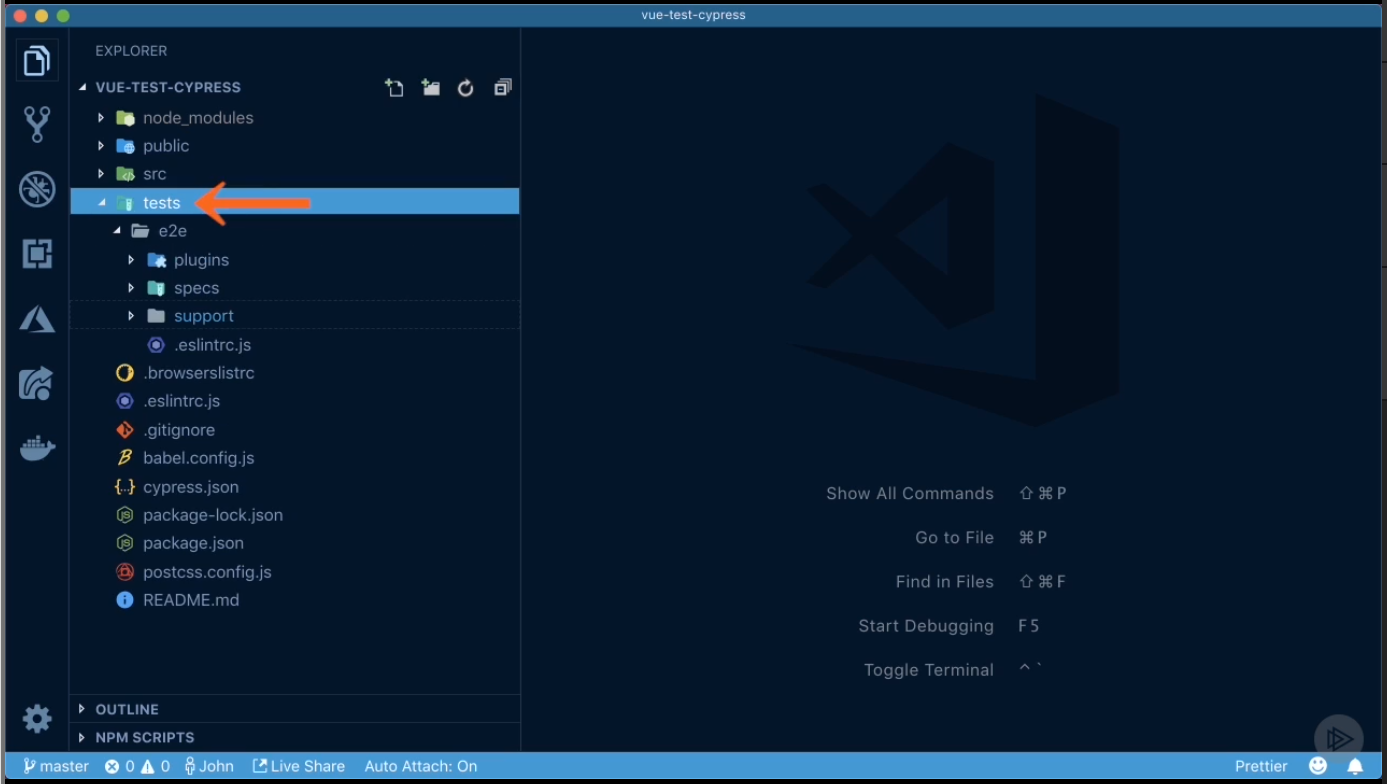 vue-test-cypress
EXPLORER
VUE-TEST-CYPRESS
node_modules
public
src
tests
e2e
plugins
specs
support
.eslintrc.js
.browserslistrc
.eslintrc.js
.gitignore
babel.config.js
cypress.json
package-lock.json
package.json
postcss.config.js
README.md
OUTLINE
NPM SCRIPTS
Show All Commands ⇧⌘P
Go to File ⌘P
Find in Files ⇧⌘F
Start Debugging F5
Toggle Terminal ^`
master 0 0 John Live Share Auto Attach: On Prettier